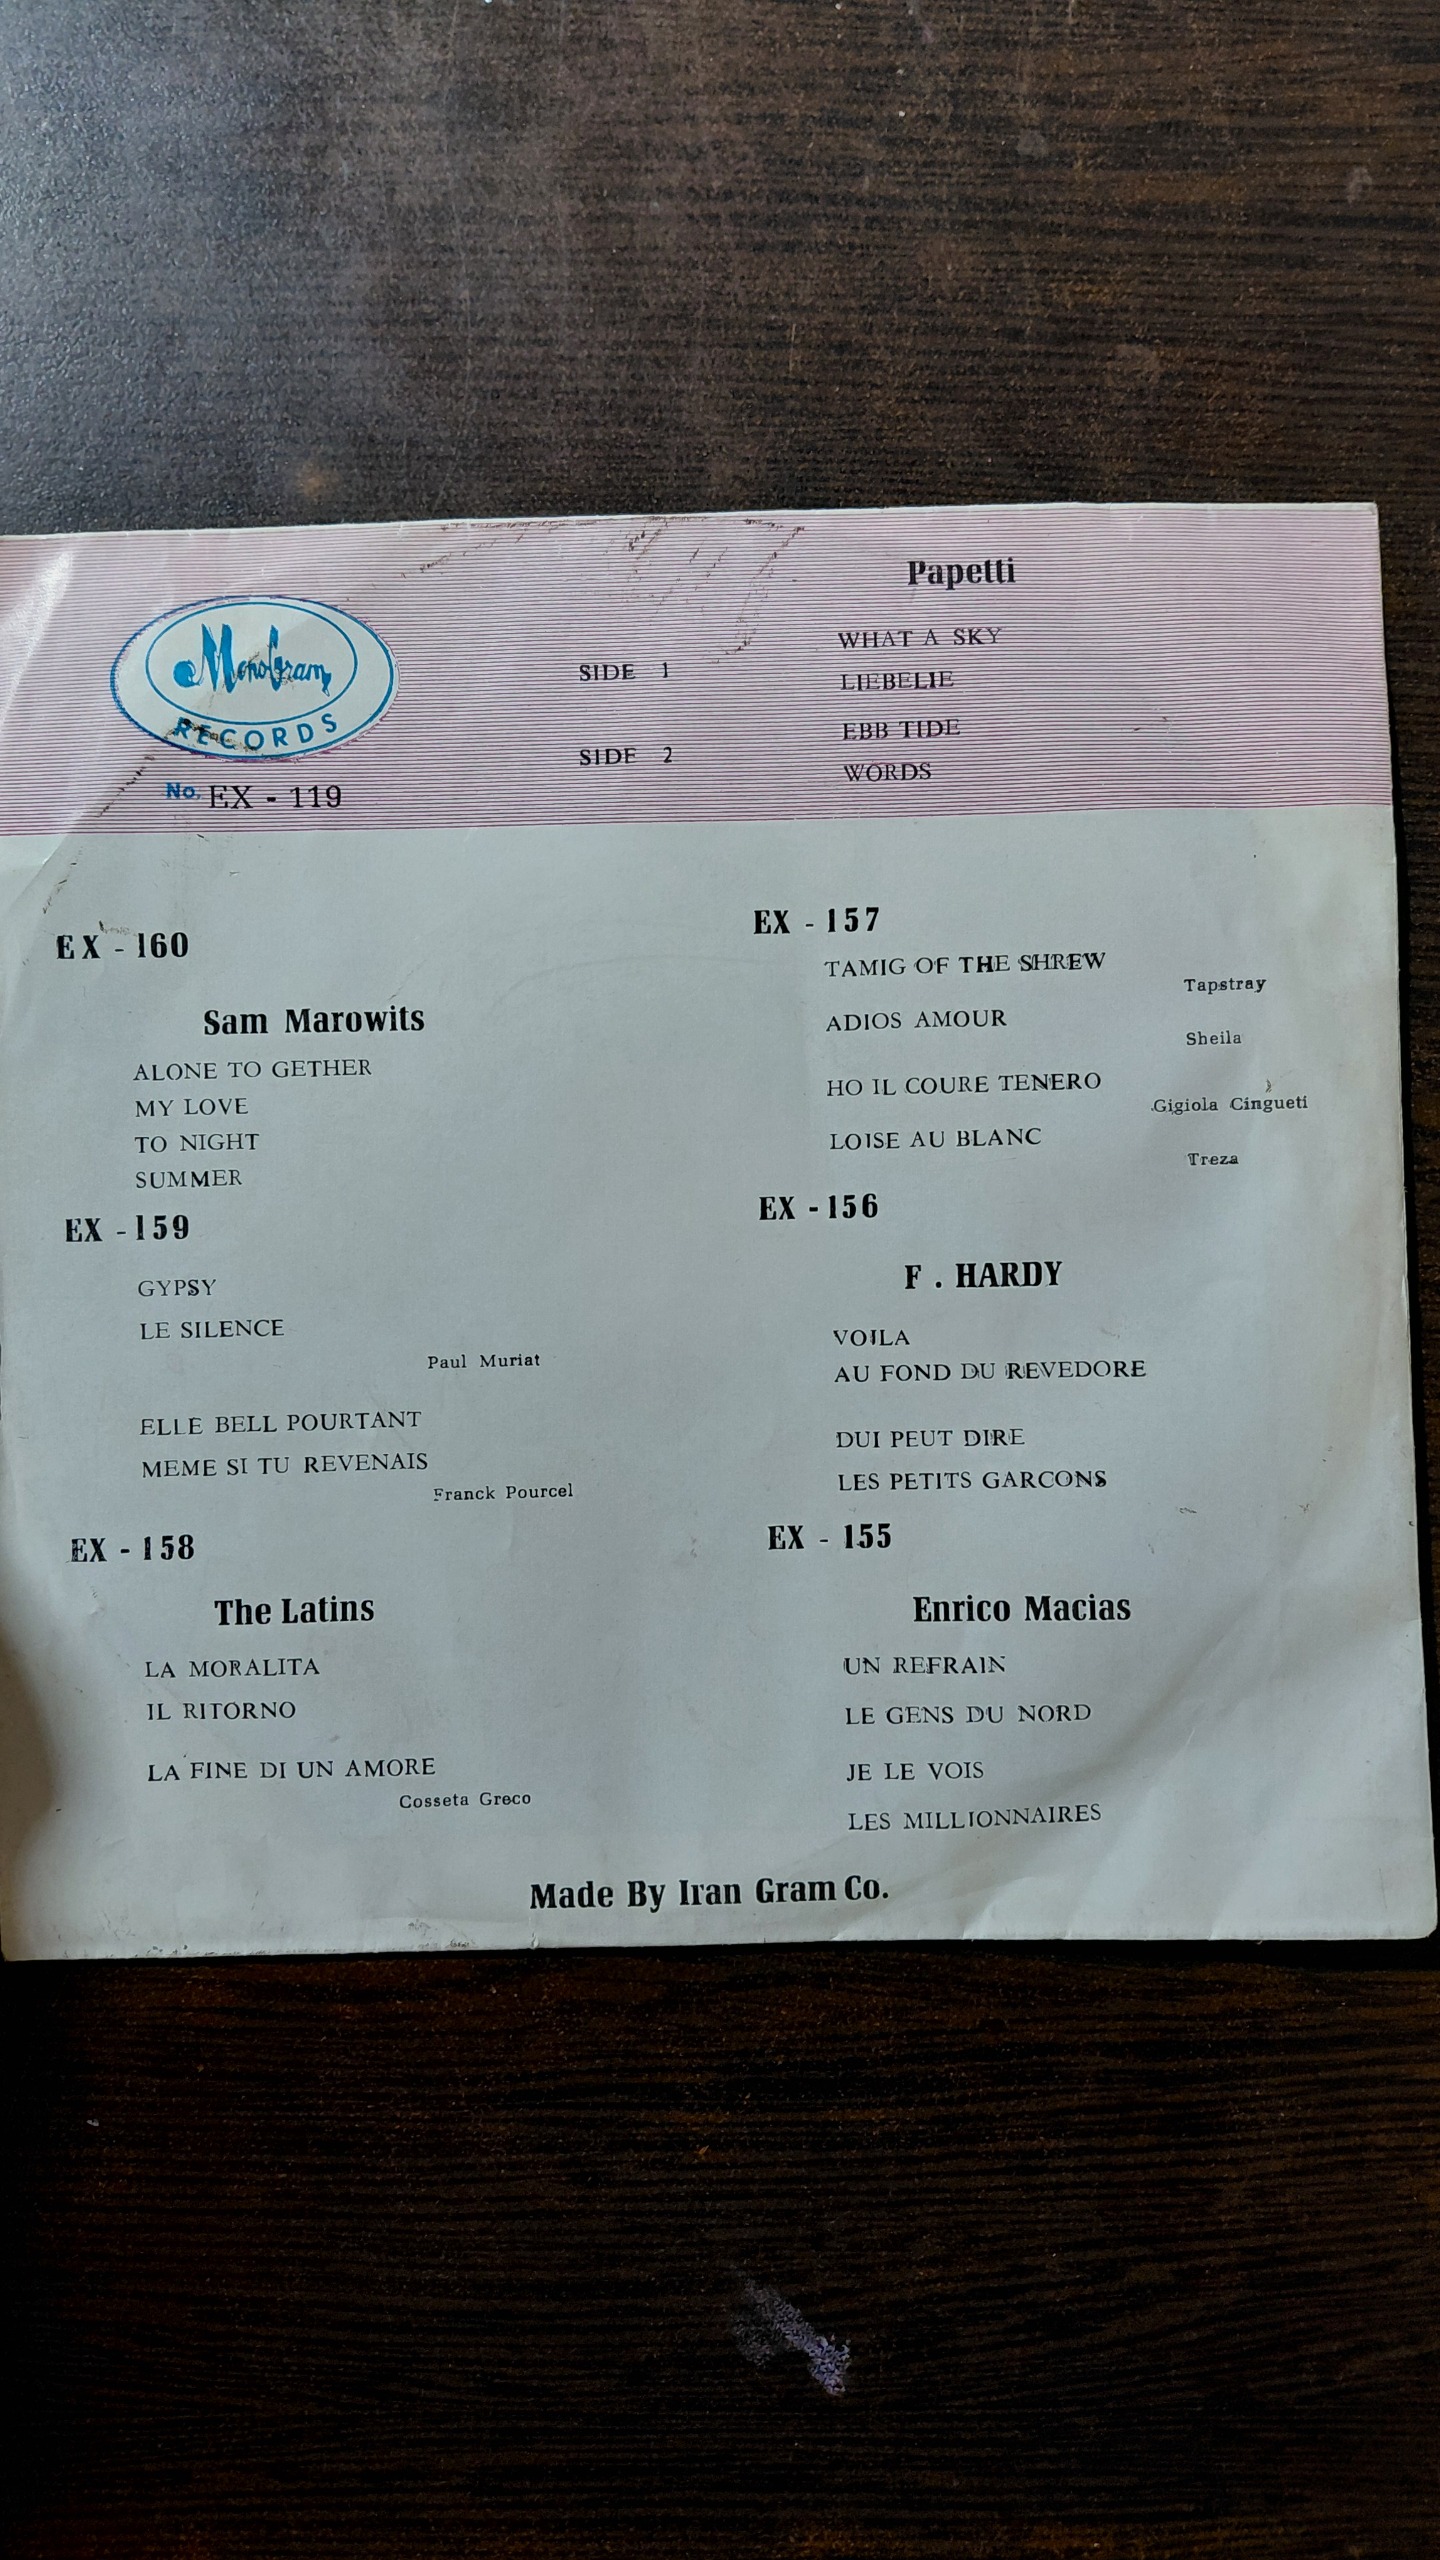 MonoGram
RECORDS
No. EX - 119
Papetti
SIDE 1
WHAT A SKY
LIEBELIE
SIDE 2
EBB TIDE
WORDS
EX - 160
Sam Marowits
ALONE TO GETHER
MY LOVE
TO NIGHT
SUMMER
EX - 159
GYPSY
LE SILENCE
Paul Muriat
ELLE BELL POURTANT
MEME SI TU REVENAIS
Franck Pourcel
EX - 158
The Latins
LA MORALITA
IL RITORNO
LA FINE DI UN AMORE
Cosseta Greco
EX - 157
TAMIG OF THE SHREW
Tapstray
ADIOS AMOUR
Sheila
HO IL COURE TENERO
Gigiola Cingueti
LOISE AU BLANC
Treza
EX - 156
F . HARDY
VOILA
AU FOND DU REVEDORE
DUI PEUT DIRE
LES PETITS GARCONS
EX - 155
Enrico Macias
UN REFRAIN
LE GENS DU NORD
JE LE VOIS
LES MILLIONNAIRES
Made By Iran Gram Co.